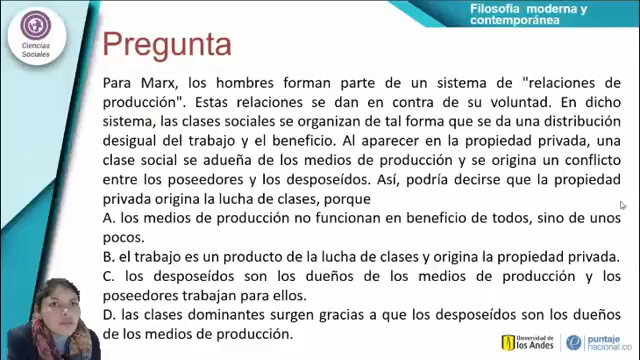 Filosofia moderna y
contemporánea
Ciencias
Sociales
Pregunta
Para Marx, los hombres forman parte de un sistema de "relaciones de
producción". Estas relaciones se dan en contra de su voluntad. En dicho
sistema, las clases sociales se organizan de tal forma que se da una distribución
desigual del trabajo y el beneficio. Al aparecer en la propiedad privada, una
clase social se adueña de los medios de producción y se origina un conflicto
entre los poseedores y los desposeídos. Así, podría decirse que la propiedad
privada origina la lucha de clases, porque
A. los medios de producción no funcionan en beneficio de todos, sino de unos
pocos.
B. el trabajo es un producto de la lucha de clases y origina la propiedad privada.
C. los desposeídos son los dueños de los medios de producción y los
poseedores trabajan para ellos.
D. las clases dominantes surgen gracias a que los desposeídos son los dueños
de los medios de producción.
Universidad de
los Andes
puntaje
nacional.co